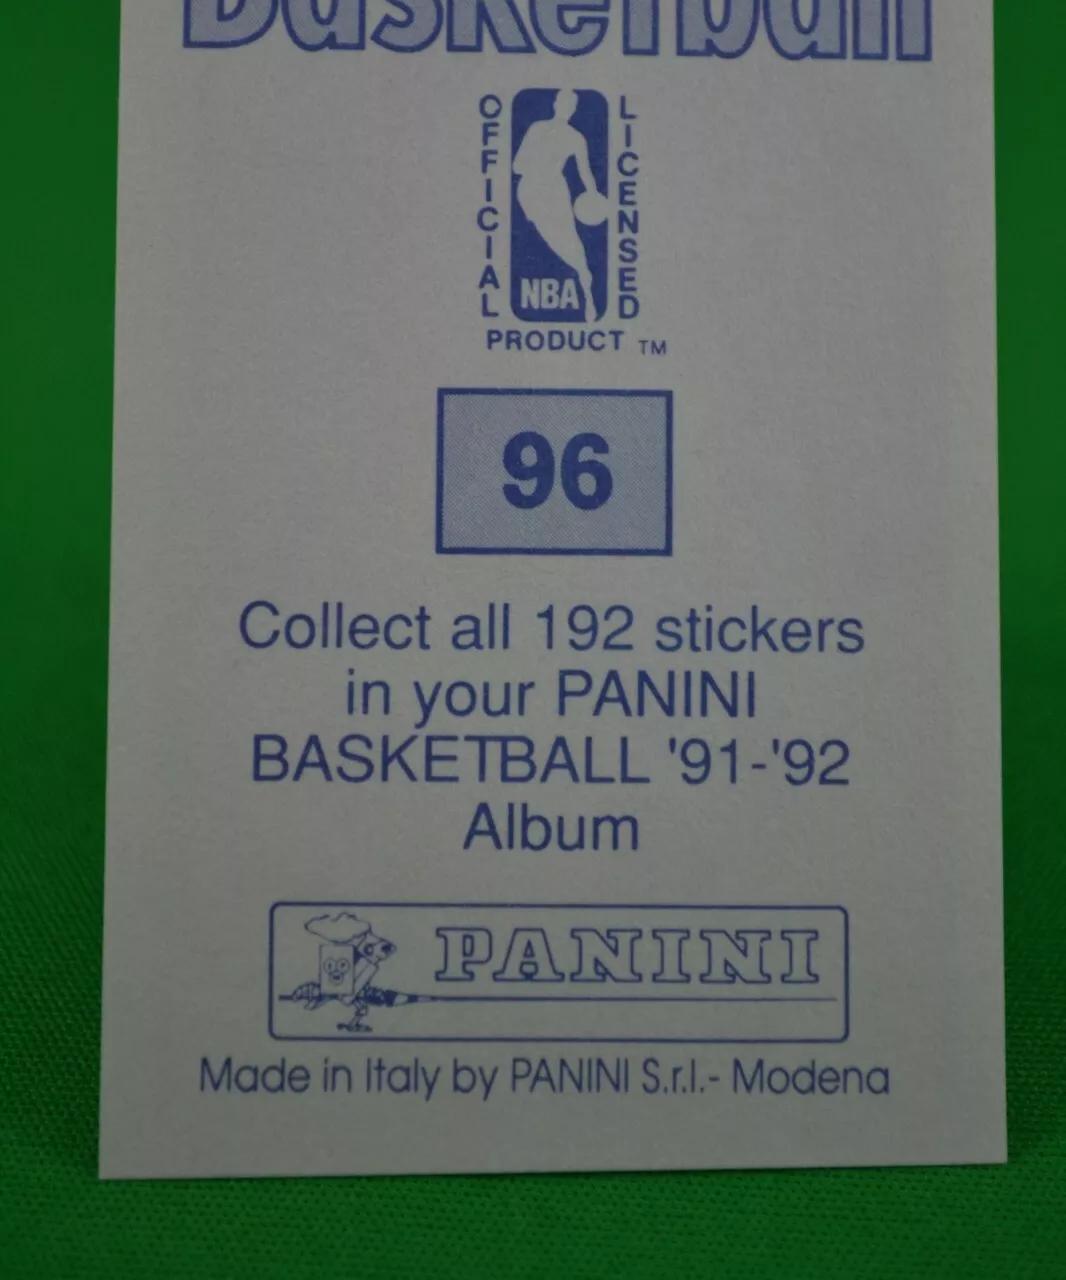 Basketball
OFFICIAL
LICENSED
NBA
PRODUCT TM
96
Collect all 192 stickers
in your PANINI
BASKETBALL '91-'92
Album
PANINI
Made in Italy by PANINI S.r.l.- Modena